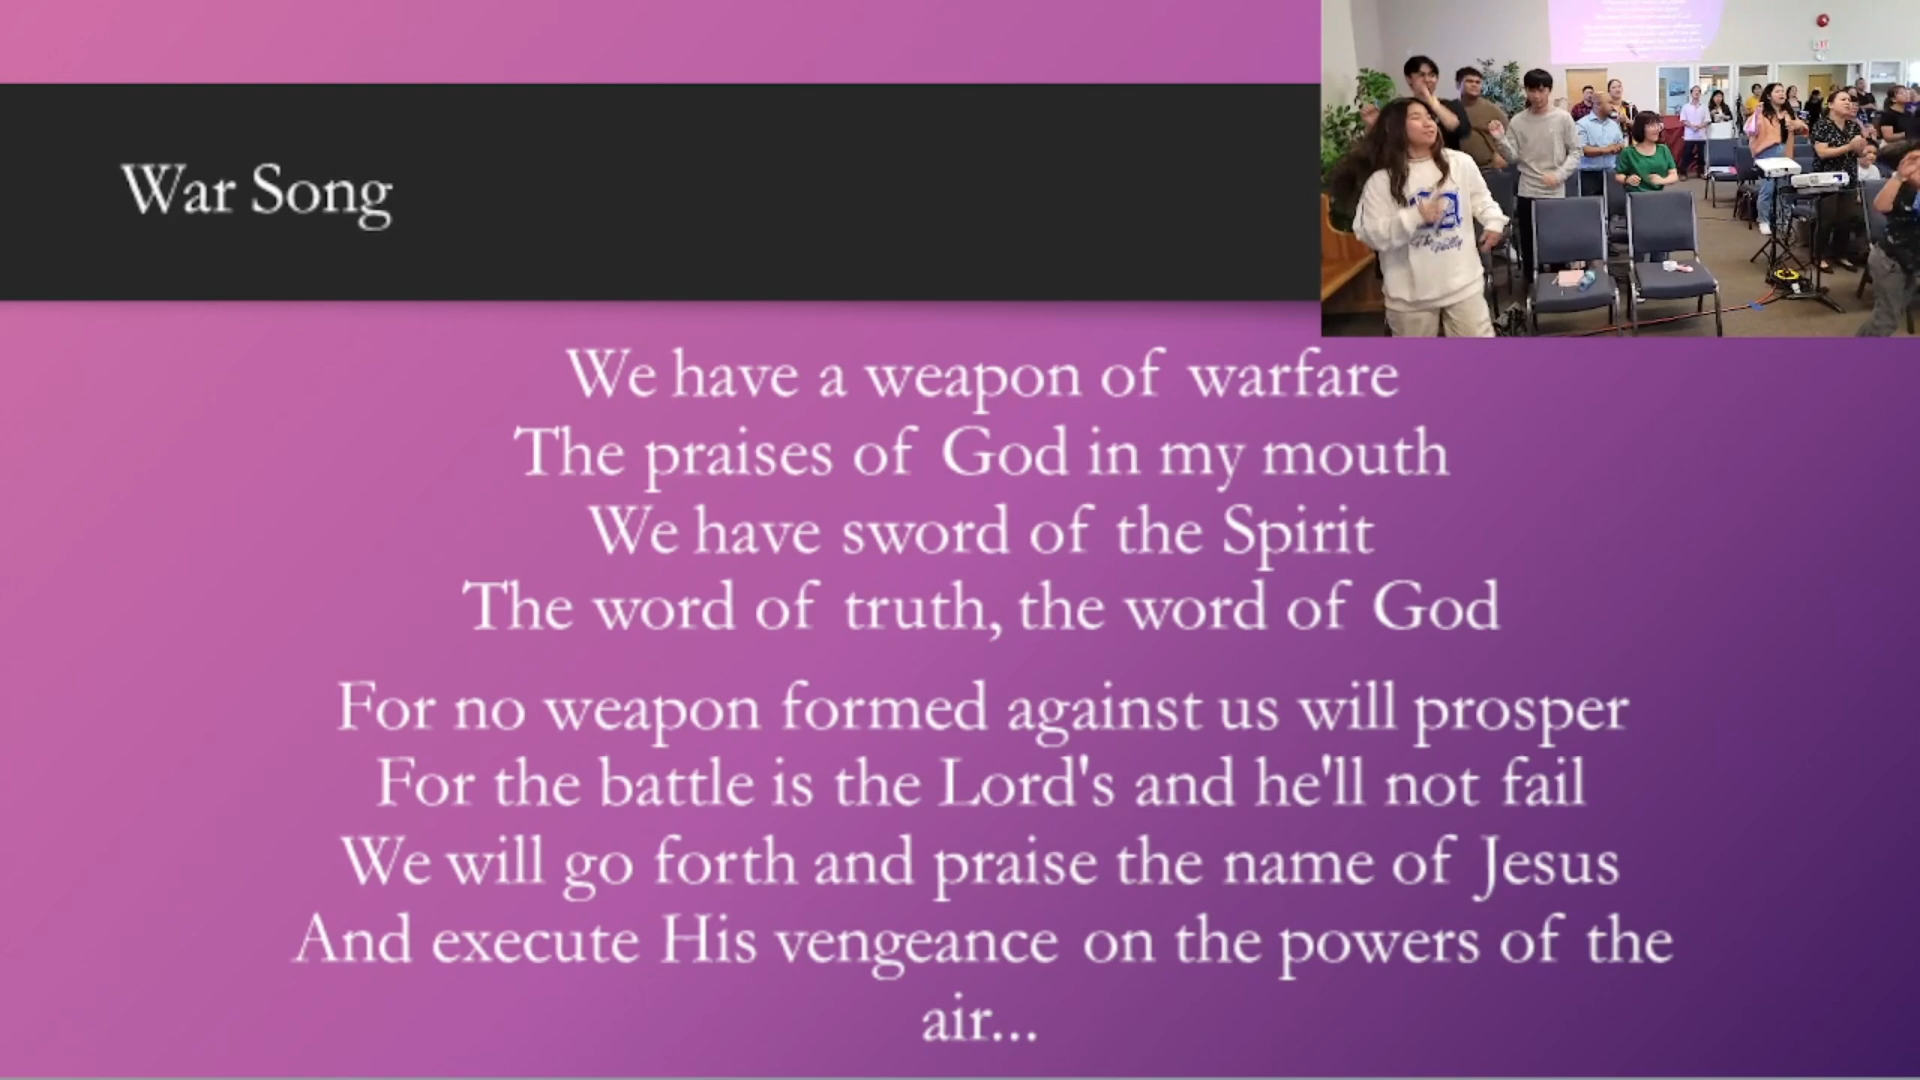 War Song
We have a weapon of warfare
The praises of God in my mouth
We have sword of the Spirit
The word of truth, the word of God
For no weapon formed against us will prosper
For the battle is the Lord's and he'll not fail
We will go forth and praise the name of Jesus
And execute His vengeance on the powers of the
air...